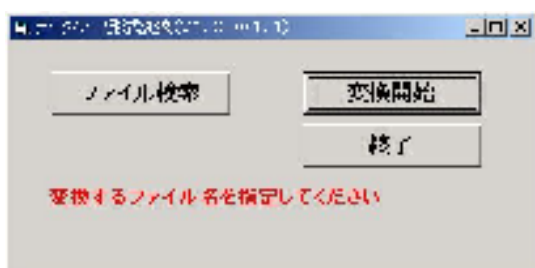 ファイル検索
変換開始
終了
変換するファイル名を指定してください